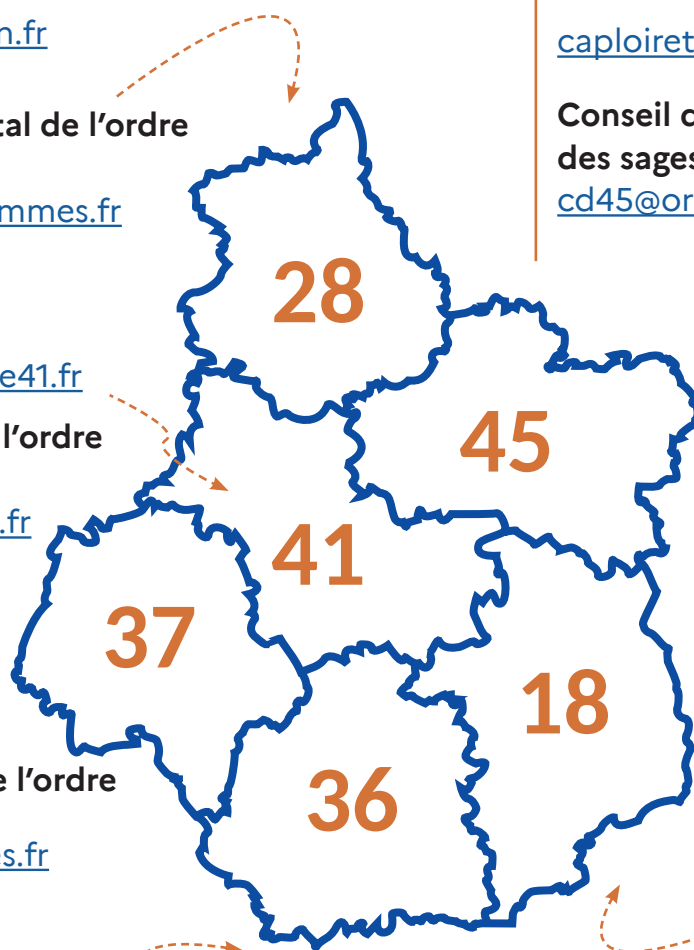 n.fr
tal de l'ordre
mmes.fr
e41.fr
l'ordre
.fr
e l'ordre
es.fr
caploiret
Conseil d
des sages
cd45@or
28
45
41
37
18
36